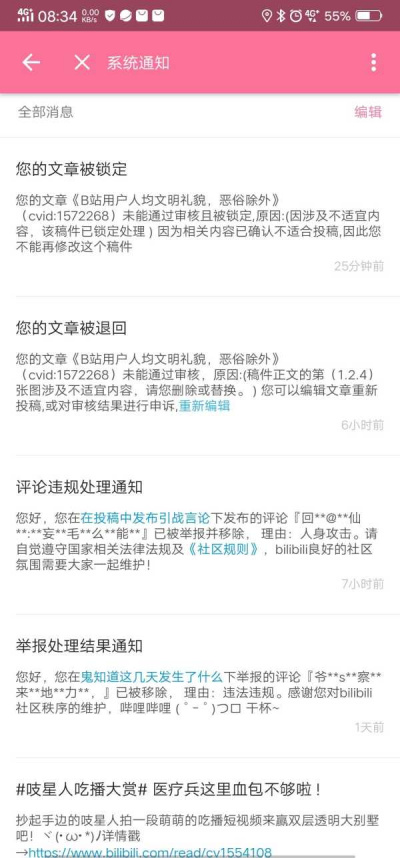 4G+ 08:34 0.00 KB/S 4G+ 55%
系统通知
全部消息 编辑
您的文章被锁定
您的文章《B站用户人均文明礼貌，恶俗除外》
（cvid:1572268）未能通过审核且被锁定,原因:(因涉及不适宜内
容，该稿件已锁定处理 ) 因为相关内容已确认不适合投稿,因此您
不能再修改这个稿件
25分钟前
您的文章被退回
您的文章《B站用户人均文明礼貌，恶俗除外》
（cvid:1572268）未能通过审核，原因:(稿件正文的第（1.2.4）
张图涉及不适宜内容，请您删除或替换。 ) 您可以编辑文章重新
投稿,或对审核结果进行申诉,重新编辑
6小时前
评论违规处理通知
您好，您在在投稿中发布引战言论下发布的评论『回**@**仙
**:**妄**毛**么**能**』已被举报并移除， 理由：人身攻击。请
自觉遵守国家相关法律法规及《社区规则》，bilibili良好的社区
氛围需要大家一起维护！
7小时前
举报处理结果通知
您好，您在鬼知道这几天发生了什么下举报的评论『爷**s**察**
来**地**力**，』已被移除， 理由：违法违规。感谢您对bilibili
社区秩序的维护，哔哩哔哩 ( ゜- ゜)つロ 干杯~
1天前
#吱星人吃播大赏# 医疗兵这里血包不够啦！
抄起手边的吱星人拍一段萌萌的吃播短视频来赢双层透明大别墅
吧！ヾ(･ω･*)ﾉ详情戳
→https://www.bilibili.com/read/cv1554108